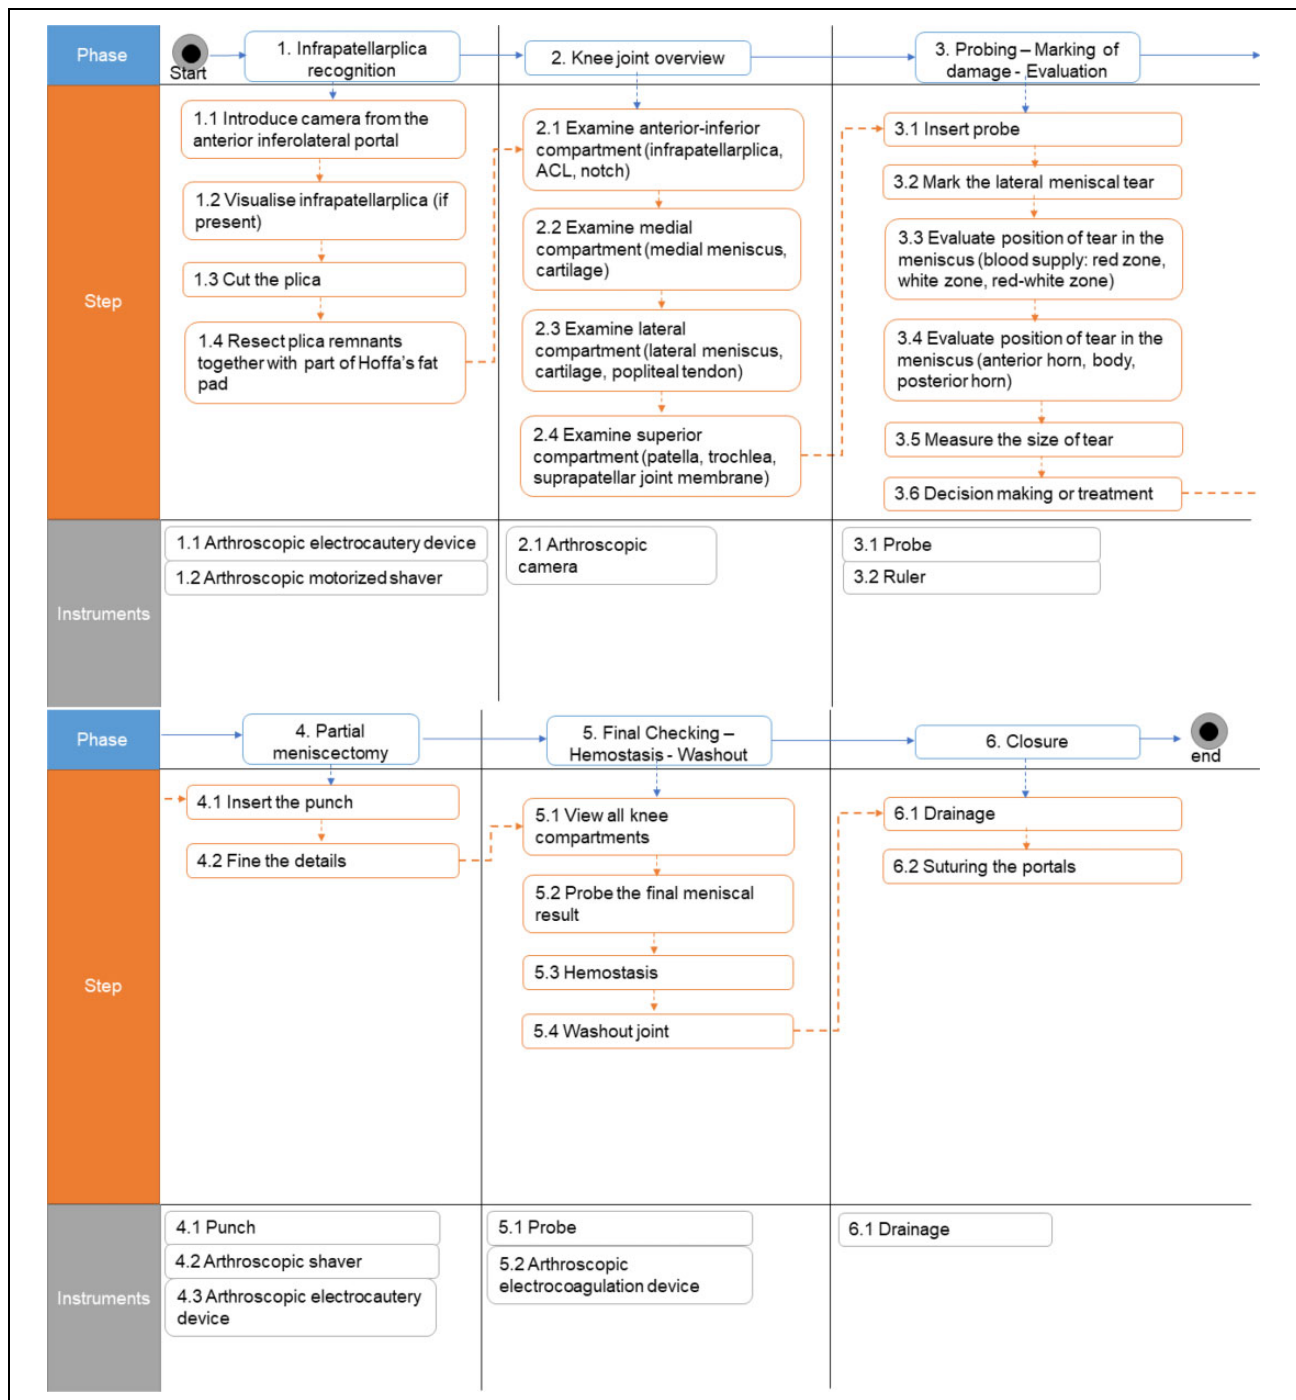 Phase
Start
1. Infrapatellarplica
recognition
2. Knee joint overview
3. Probing – Marking of
damage - Evaluation
Step
1.1 Introduce camera from the
anterior inferolateral portal
1.2 Visualise infrapatellarplica (if
present)
1.3 Cut the plica
1.4 Resect plica remnants
together with part of Hoffa's fat
pad
2.1 Examine anterior-inferior
compartment (infrapatellarplica,
ACL, notch)
2.2 Examine medial
compartment (medial meniscus,
cartilage)
2.3 Examine lateral
compartment (lateral meniscus,
cartilage, popliteal tendon)
2.4 Examine superior
compartment (patella, trochlea,
suprapatellar joint membrane)
3.1 Insert probe
3.2 Mark the lateral meniscal tear
3.3 Evaluate position of tear in the
meniscus (blood supply: red zone,
white zone, red-white zone)
3.4 Evaluate position of tear in the
meniscus (anterior horn, body,
posterior horn)
3.5 Measure the size of tear
3.6 Decision making or treatment
Instruments
1.1 Arthroscopic electrocautery device
1.2 Arthroscopic motorized shaver
2.1 Arthroscopic
camera
3.1 Probe
3.2 Ruler
Phase
4. Partial
meniscectomy
5. Final Checking –
Hemostasis - Washout
6. Closure
end
Step
4.1 Insert the punch
4.2 Fine the details
5.1 View all knee
compartments
5.2 Probe the final meniscal
result
5.3 Hemostasis
5.4 Washout joint
6.1 Drainage
6.2 Suturing the portals
Instruments
4.1 Punch
4.2 Arthroscopic shaver
4.3 Arthroscopic electrocautery
device
5.1 Probe
5.2 Arthroscopic
electrocoagulation device
6.1 Drainage